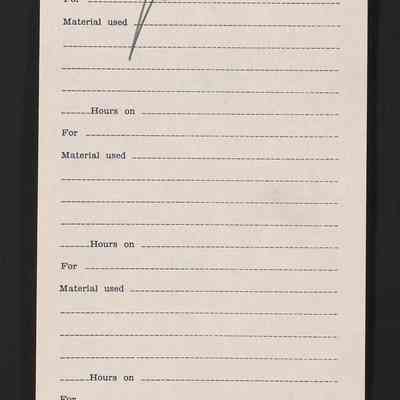 For
Material used
Hours on
For
Material used
Hours on
For
Material used
Hours on
For